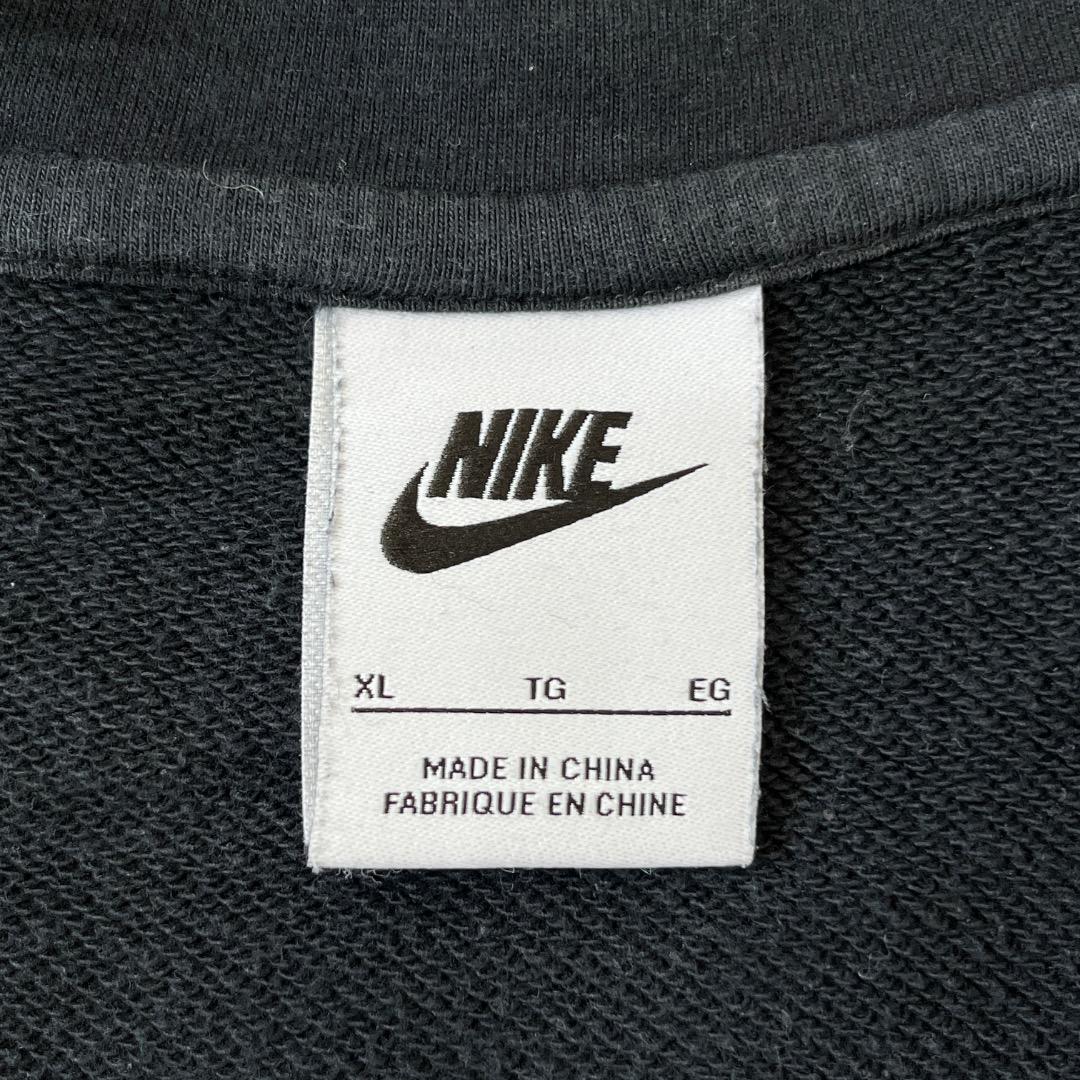 NIKE
XL TG EG
MADE IN CHINA
FABRIQUE EN CHINE